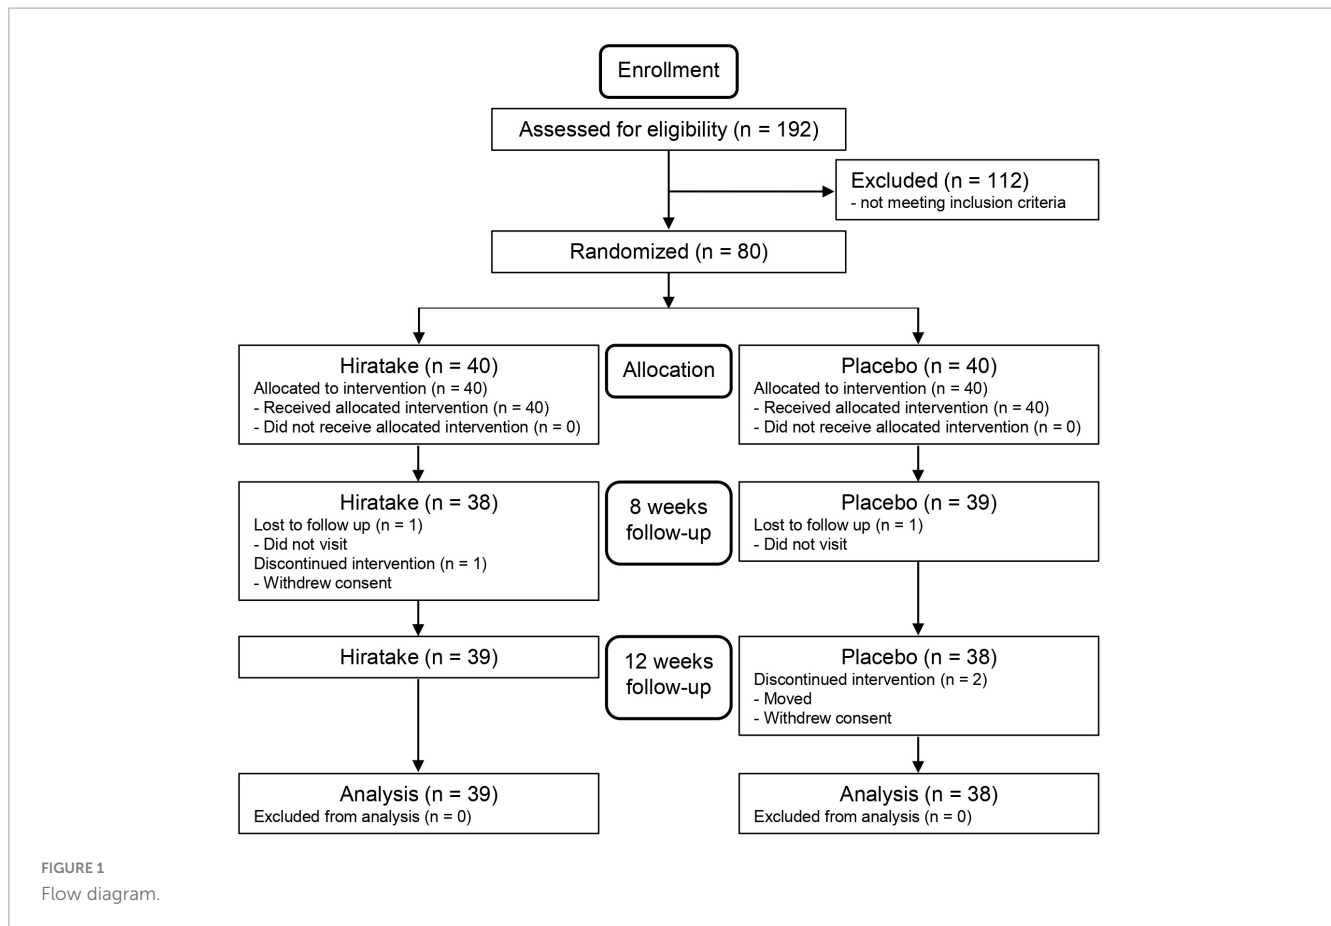 Enrollment
Assessed for eligibility (n = 192)
Excluded (n = 112)
- not meeting inclusion criteria
Randomized (n = 80)
Hiratake (n = 40)
Allocated to intervention (n = 40)
- Received allocated intervention (n = 40)
- Did not receive allocated intervention (n = 0)
Allocation
Placebo (n = 40)
Allocated to intervention (n = 40)
- Received allocated intervention (n = 40)
- Did not receive allocated intervention (n = 0)
Hiratake (n = 38)
Lost to follow up (n = 1)
- Did not visit
Discontinued intervention (n = 1)
- Withdrew consent
8 weeks
follow-up
Placebo (n = 39)
Lost to follow up (n = 1)
- Did not visit
Hiratake (n = 39)
12 weeks
follow-up
Placebo (n = 38)
Discontinued intervention (n = 2)
- Moved
- Withdrew consent
Analysis (n = 39)
Excluded from analysis (n = 0)
Analysis (n = 38)
Excluded from analysis (n = 0)
FIGURE 1
Flow diagram.